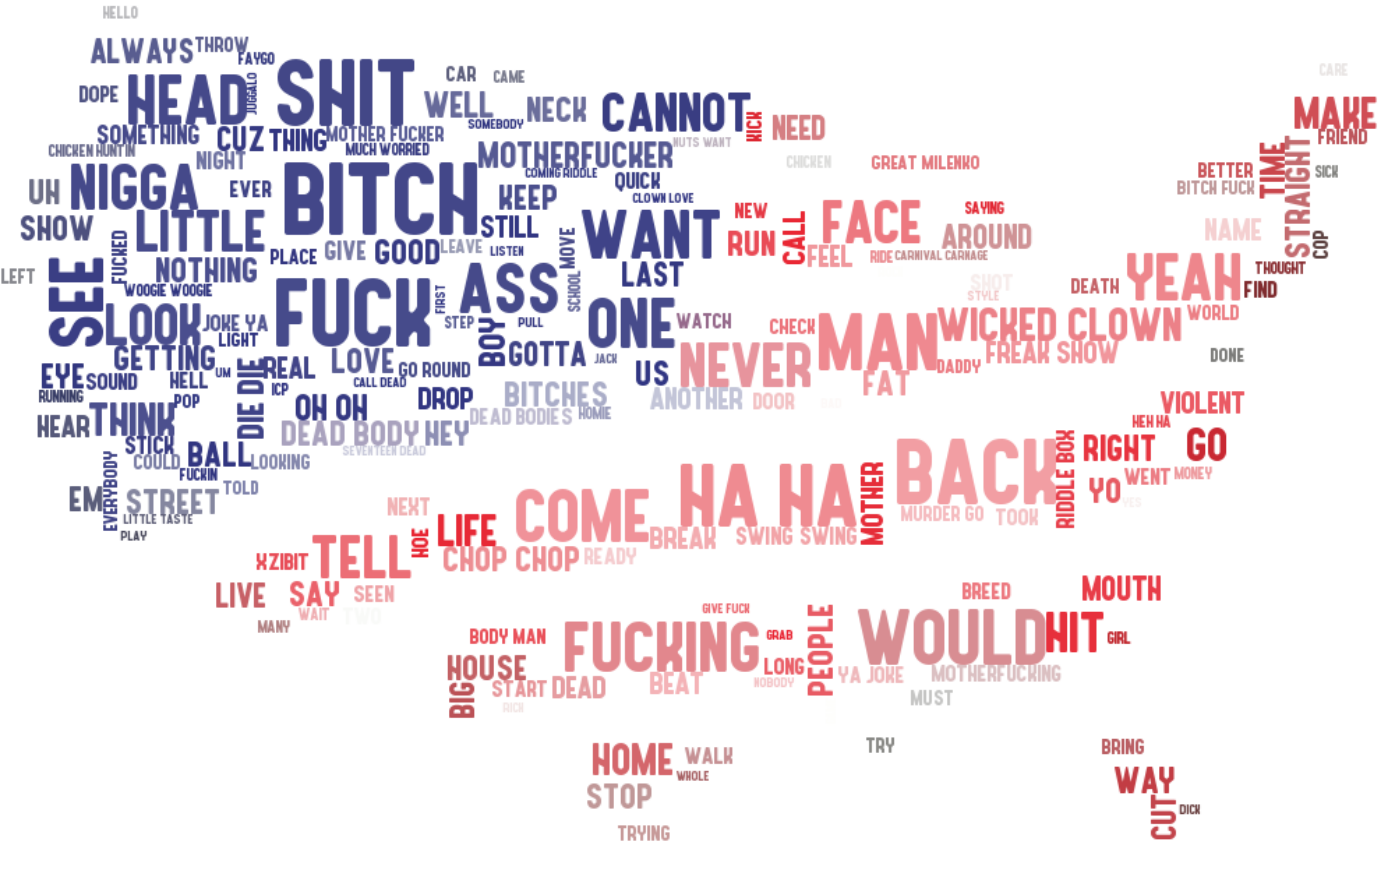 HELLO
ALWAYS
THROW
FAYGO
DOPE
HEAD
JUGGALO
SHIT
CAR
CAME
WELL
NECK
SOMEBODY
CANNOT
KICK
NEED
CARE
MAKE
FRIEND
SOMETHING
CUZ
THING
MOTHER FUCKER
MUCH WORRIED
CHICKEN HUNTIN
NIGHT
MOTHERFUCKER
NUTS WANT
CHICKEN
GREAT MILENKO
COMING RIDDLE
QUICK
BETTER
TIME
STRAIGHT
SICK
BITCH FUCK
UH
NIGGA
EVER
BITCH
KEEP
CLOWN LOVE
SHOW
LITTLE
STILL
WANT
NEW
RUN
CALL
FACE
SAYING
AROUND
NAME
COP
FUCKED
PLACE
GIVE
GOOD
LEAVE
LISTEN
MOVE
FEEL
RIDE
CARNIVAL CARNAGE
LEFT
SEE
NOTHING
WOOGIE WOOGIE
ASS
SCHOOL
LAST
SHOT
STYLE
DEATH
YEAH
THOUGHT
FIND
LOOK
JOKE YA
LIGHT
FUCK
FIRST
STEP
PULL
BOY
ONE
WATCH
CHECK
MAN
WICKED CLOWN
WORLD
GETTING
UM
REAL
LOVE
GO ROUND
GOTTA
JACK
US
NEVER
DADDY
FREAK SHOW
DONE
EYE
SOUND
HELL
DIE DIE
ICP
CALL DEAD
FAT
RUNNING
POP
OH OH
DROP
BITCHES
HOMIE
ANOTHER
DOOR
VIOLENT
HEAR
THINK
DEAD BODY
HEY
DEAD BODIES
HEH HA
STICK
COULD
BALL
LOOKING
SEVENTEEN DEAD
FUCKIN
RIGHT
GO
EVERYBODY
TOLD
EM
STREET
LITTLE TASTE
PLAY
HA HA
MOTHER
BACK
RIDDLE BOX
WENT
MONEY
YO
YES
NEXT
HOE
LIFE
COME
BREAK
SWING SWING
MURDER GO
TOOK
XZIBIT
TELL
CHOP CHOP
READY
LIVE
SAY
SEEN
WAIT
TWO
MANY
BREED
MOUTH
GIVE FUCK
BODY MAN
FUCKING
GRAB
PEOPLE
WOULD
HIT
GIRL
HOUSE
BIG
START
DEAD
BEAT
LONG
NOBODY
YA JOKE
MOTHERFUCKING
RICH
MUST
HOME
WALK
WHOLE
TRY
BRING
STOP
WAY
CUT
DICK
TRYING